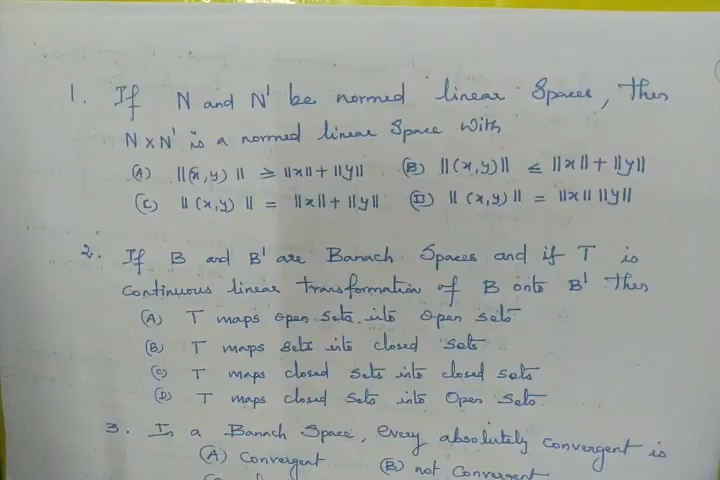 1. If N and N' be normed linear Spaces, then
N x N' is a normed linear Space with
(A) ||(x,y)|| ≥ ||x|| + ||y|| (B) ||(x,y)|| ≤ ||x|| + ||y||
(C) ||(x,y)|| = ||x|| + ||y|| (D) ||(x,y)|| = ||x|| ||y||
2. If B and B' are Banach Spaces and if T is
Continuous linear transformation of B onto B' then
(A) T maps open sets into open sets
(B) T maps sets into closed sets
(C) T maps closed sets into closed sets
(D) T maps closed sets into Open sets
3. In a Banach Space, every absolutely convergent is
(A) Convergent (B) not Convergent